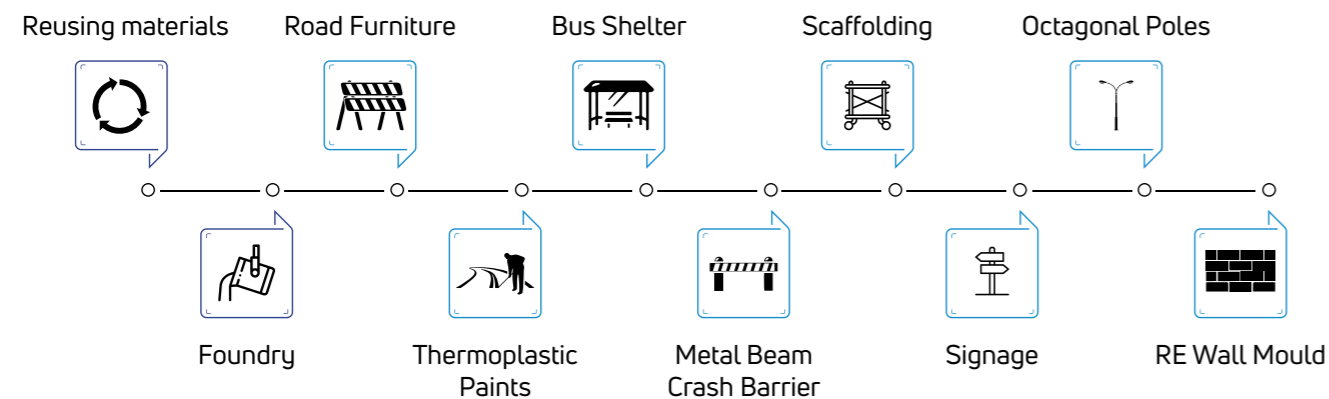 Reusing materials
Road Furniture
Bus Shelter
Scaffolding
Octagonal Poles
Foundry
Thermoplastic
Paints
Metal Beam
Crash Barrier
Signage
RE Wall Mould